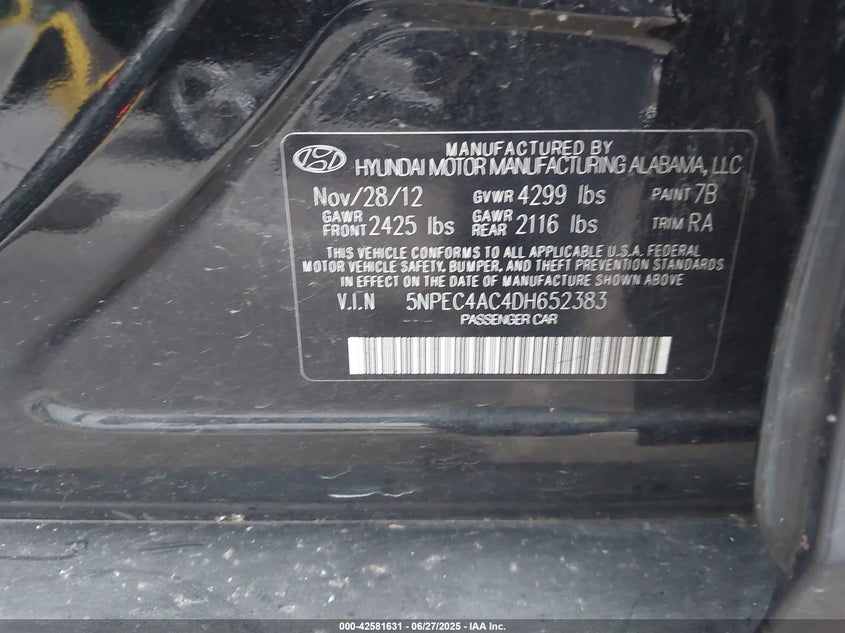 MANUFACTURED BY
HYUNDAI MOTOR MANUFACTURING ALABAMA, LLC
Nov/28/12 GVWR 4299 lbs PAINT 7B
GAWR FRONT 2425 lbs GAWR REAR 2116 lbs TRIM RA
THIS VEHICLE CONFORMS TO ALL APPLICABLE U.S.A. FEDERAL
MOTOR VEHICLE SAFETY, BUMPER, AND THEFT PREVENTION STANDARDS
IN EFFECT ON THE DATE OF MANUFACTURE SHOWN ABOVE
V.I.N 5NPEC4AC4DH652383
PASSENGER CAR
000-42581631 - 06/27/2025 - IAA Inc.